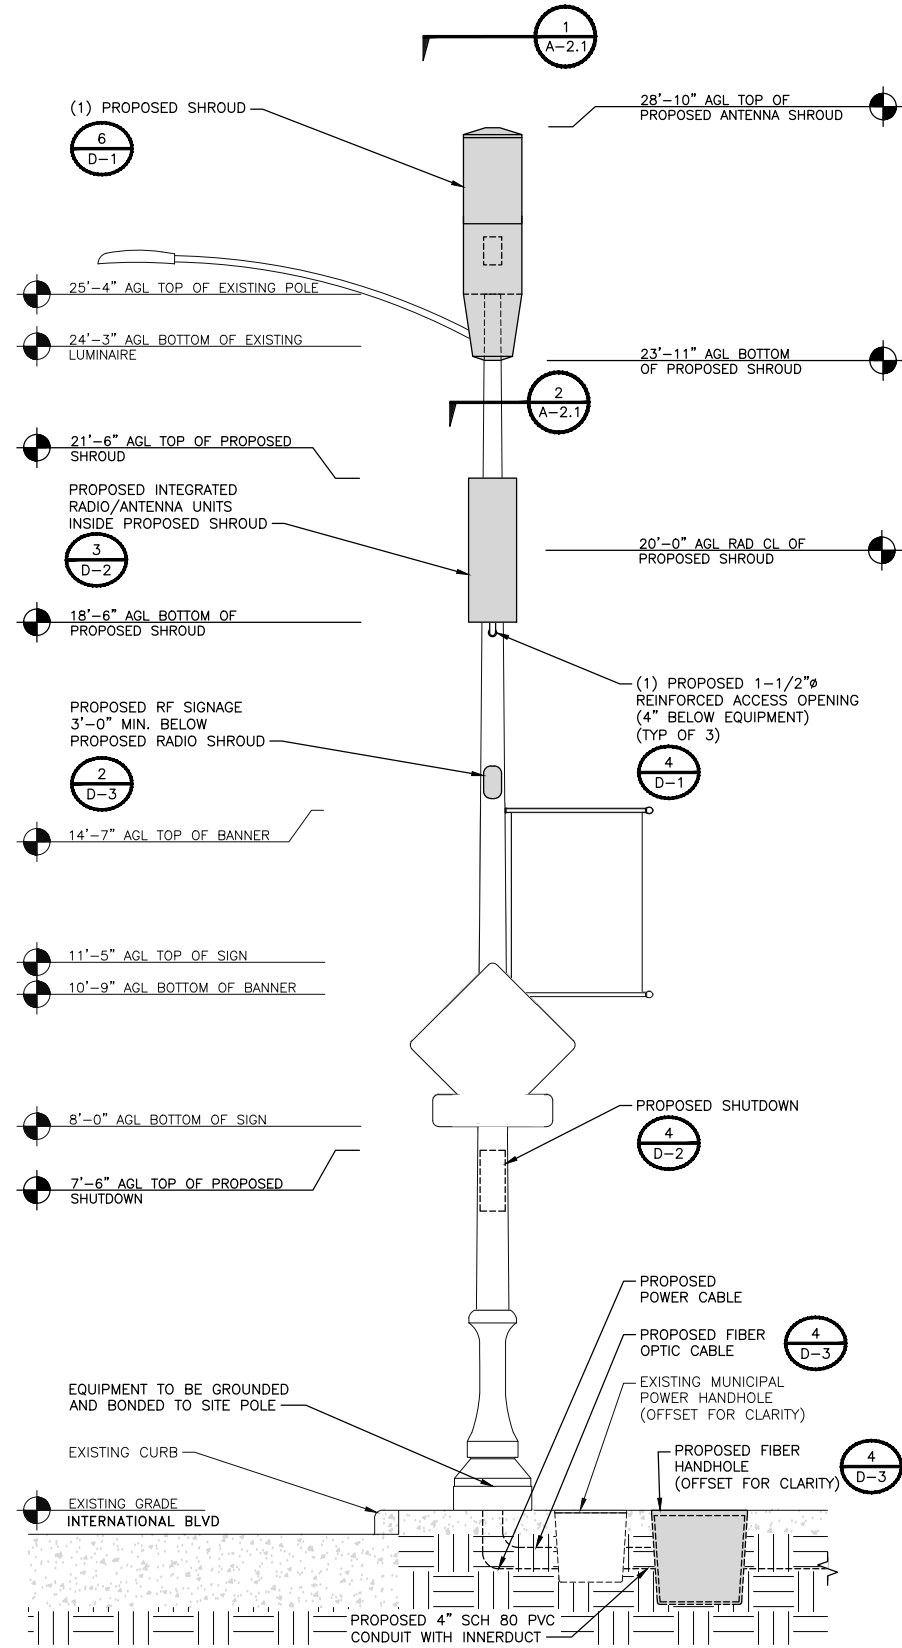 1
A-2.1
(1) PROPOSED SHROUD
6
D-1
28'-10" AGL TOP OF
PROPOSED ANTENNA SHROUD
25'-4" AGL TOP OF EXISTING POLE
24'-3" AGL BOTTOM OF EXISTING
LUMINAIRE
23'-11" AGL BOTTOM
OF PROPOSED SHROUD
2
A-2.1
21'-6" AGL TOP OF PROPOSED
SHROUD
PROPOSED INTEGRATED
RADIO/ANTENNA UNITS
INSIDE PROPOSED SHROUD
3
D-2
20'-0" AGL RAD CL OF
PROPOSED SHROUD
18'-6" AGL BOTTOM OF
PROPOSED SHROUD
(1) PROPOSED 1-1/2"ø
REINFORCED ACCESS OPENING
(4" BELOW EQUIPMENT)
(TYP OF 3)
4
D-1
PROPOSED RF SIGNAGE
3'-0" MIN. BELOW
PROPOSED RADIO SHROUD
2
D-3
14'-7" AGL TOP OF BANNER
11'-5" AGL TOP OF SIGN
10'-9" AGL BOTTOM OF BANNER
8'-0" AGL BOTTOM OF SIGN
PROPOSED SHUTDOWN
4
D-2
7'-6" AGL TOP OF PROPOSED
SHUTDOWN
PROPOSED
POWER CABLE
PROPOSED FIBER
OPTIC CABLE
4
D-3
EXISTING MUNICIPAL
POWER HANDHOLE
(OFFSET FOR CLARITY)
EQUIPMENT TO BE GROUNDED
AND BONDED TO SITE POLE
EXISTING CURB
PROPOSED FIBER
HANDHOLE
(OFFSET FOR CLARITY)
4
D-3
EXISTING GRADE
INTERNATIONAL BLVD
PROPOSED 4" SCH 80 PVC
CONDUIT WITH INNERDUCT